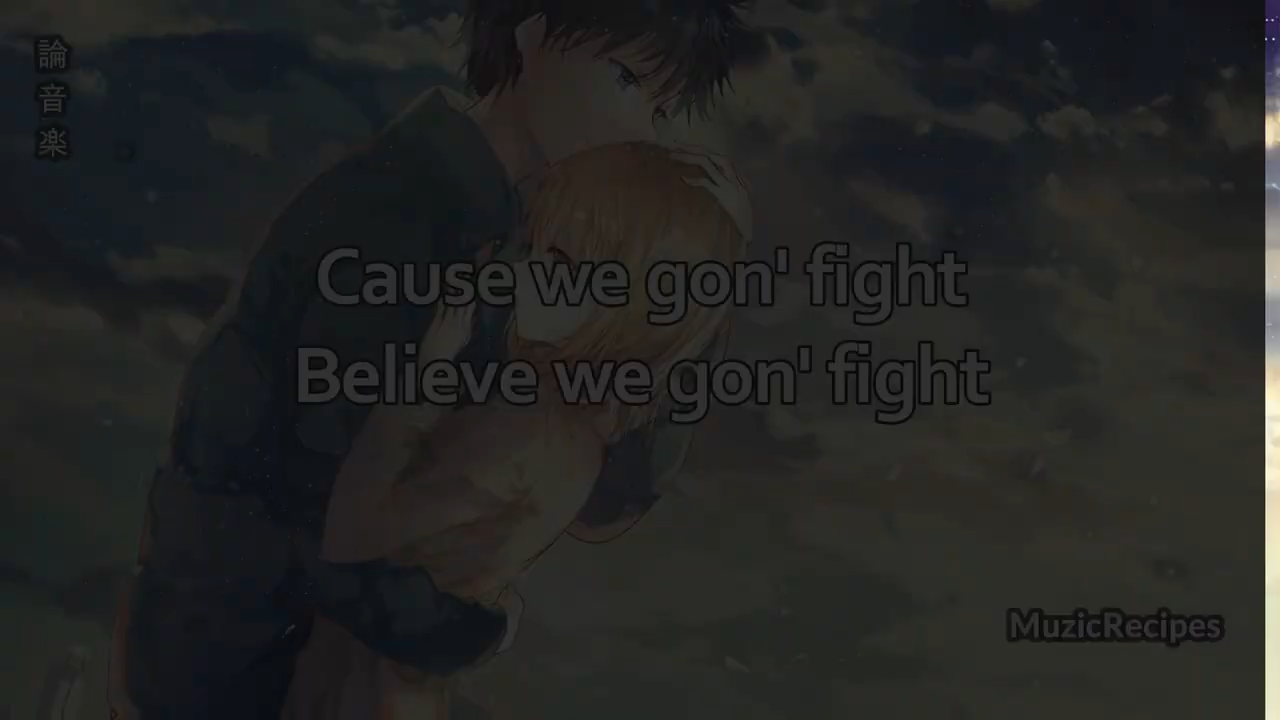 論音楽
Cause we gon' fight
Believe we gon' fight
MuzicRecipes